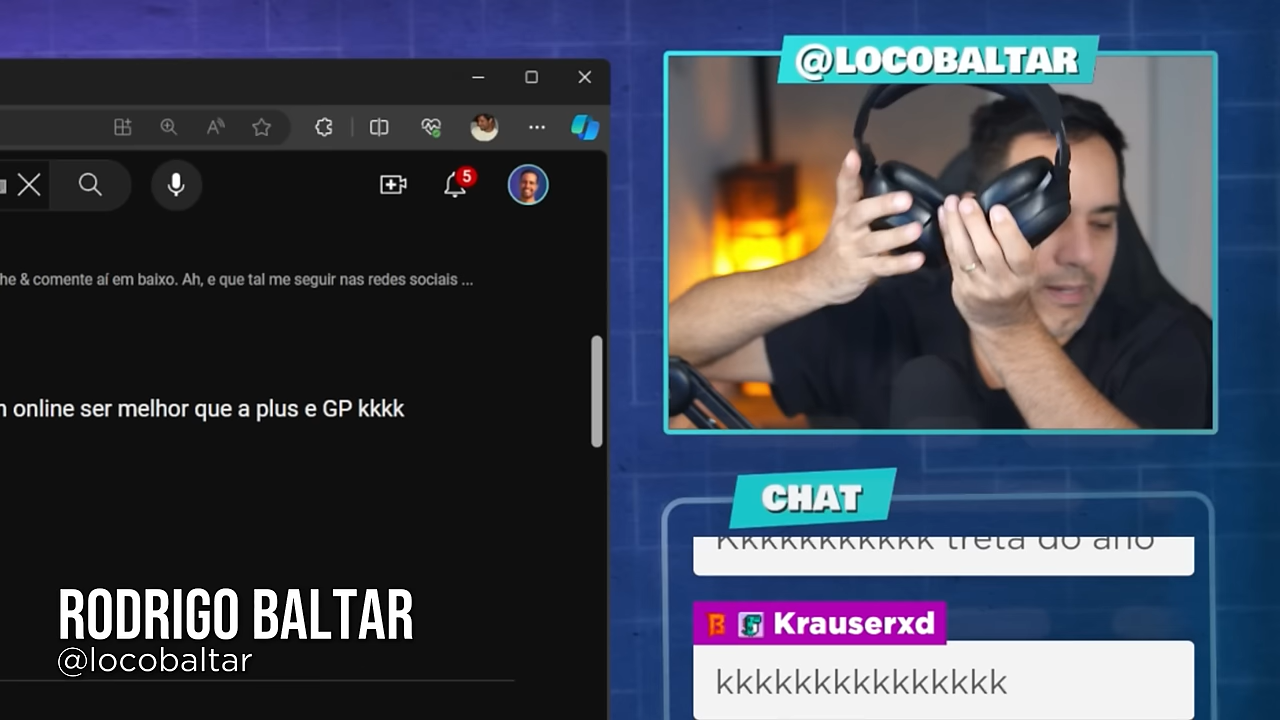 @LOCOBALTAR
5
he & comente aí em baixo. Ah, e que tal me seguir nas redes sociais ...
online ser melhor que a plus e GP kkkk
CHAT
Kkkkkkkkkkk treta do ano
Krauserxd
kkkkkkkkkkkkkkk
RODRIGO BALTAR
@locobaltar